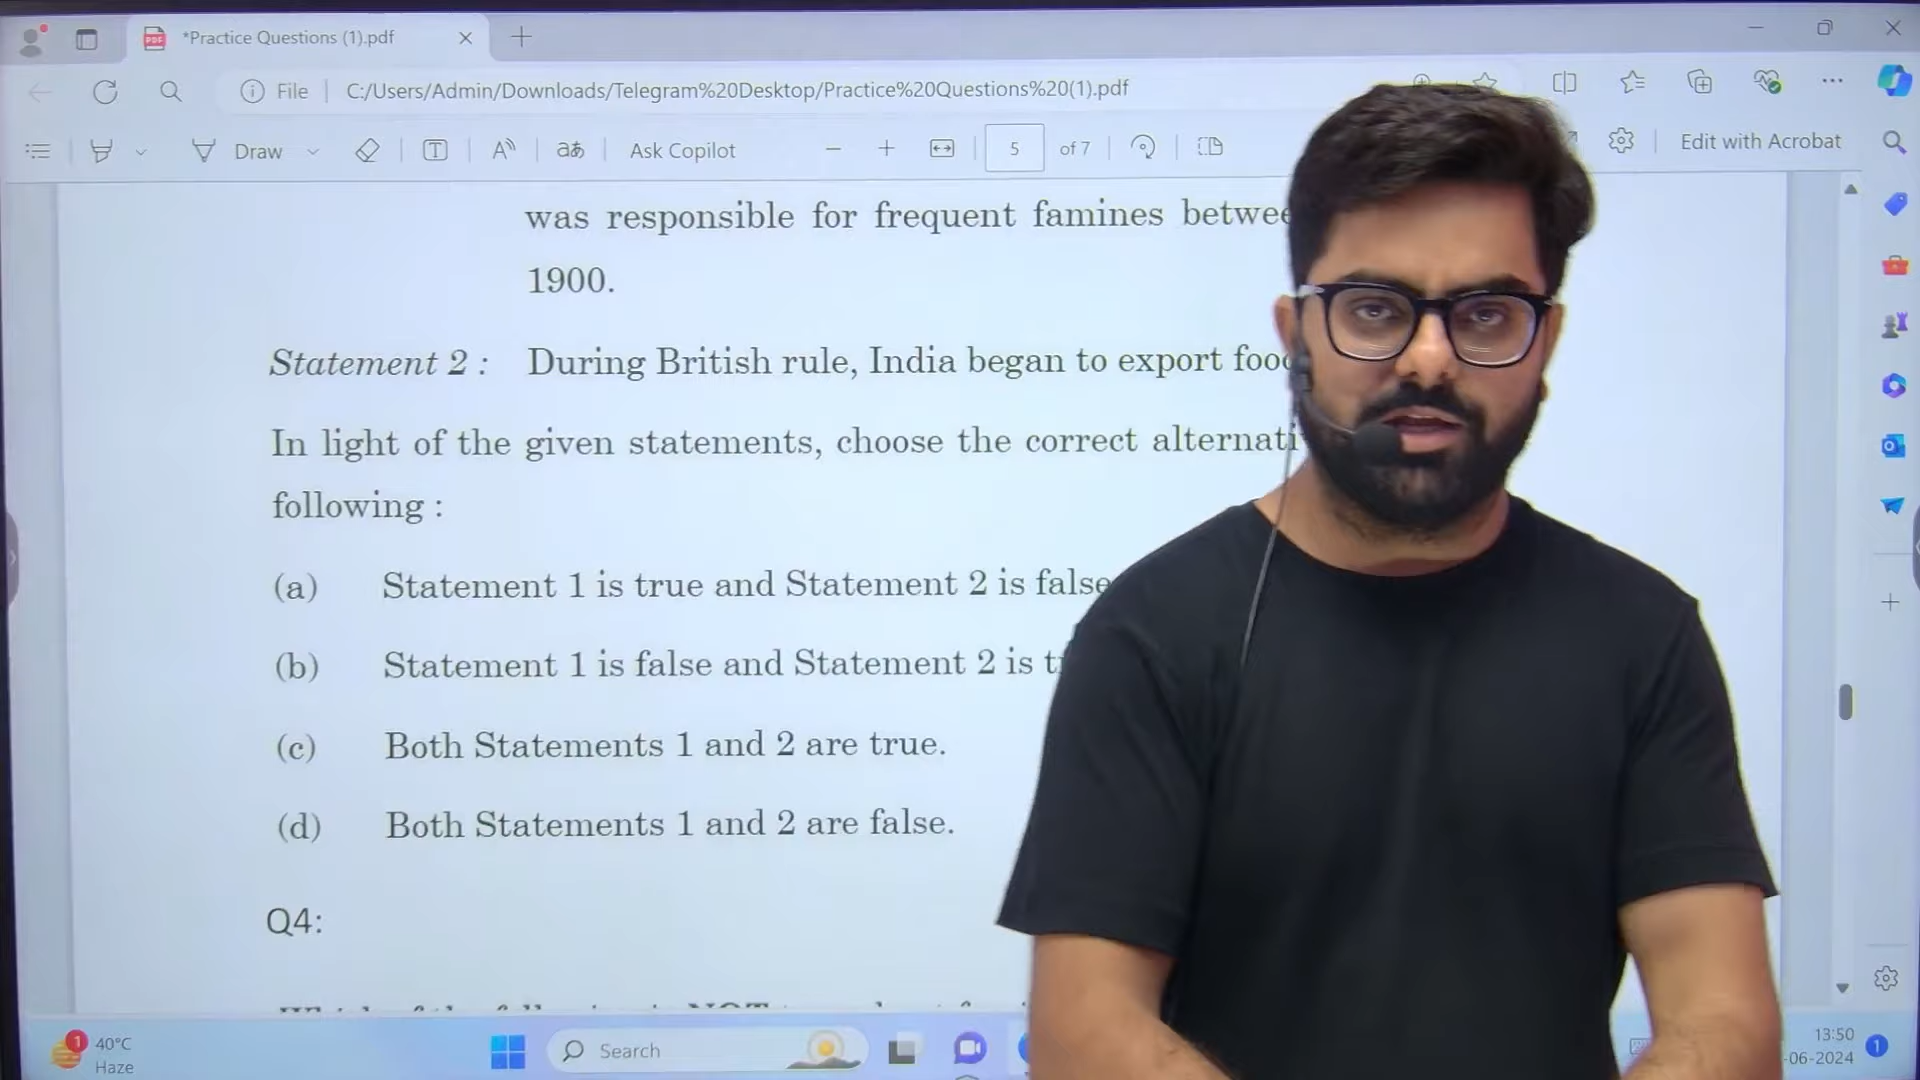 *Practice Questions (1).pdf
File
C:/Users/Admin/Downloads/Telegram%20Desktop/Practice%20Questions%20(1).pdf
Draw
Ask Copilot
5
of 7
Edit with Acrobat
was responsible for frequent famines
1900.
Statement 2 : During British rule, India began to export
In light of the given statements, choose the correct
following :
(a) Statement 1 is true and Statement 2 is false
(b) Statement 1 is false and Statement 2 is
(c) Both Statements 1 and 2 are true.
(d) Both Statements 1 and 2 are false.
Q4:
NOT
1
40°C
Haze
Search
13:50
-06-2024
1